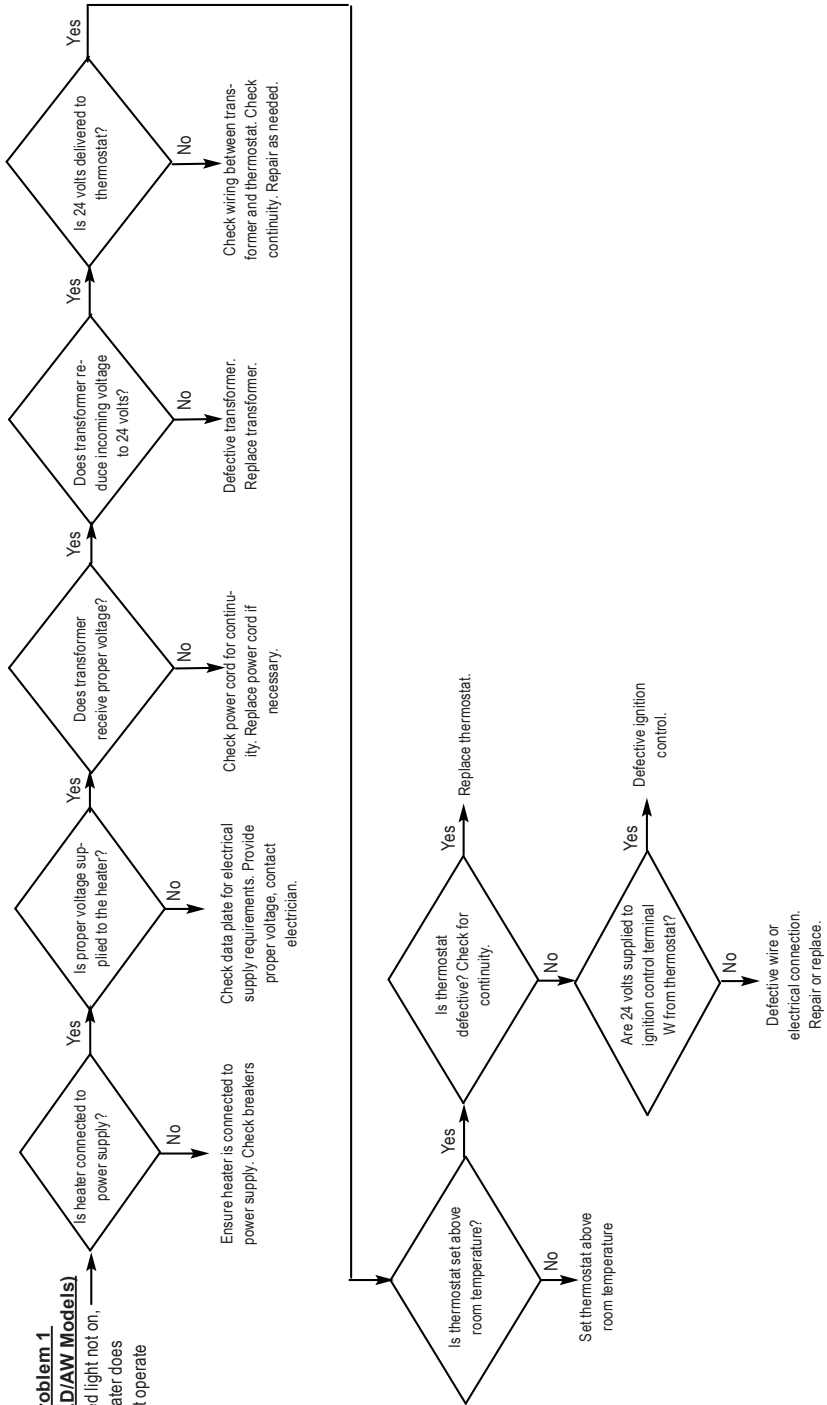 oblem 1
D/AW Models)
d light not on,
ater does
t operate
Is heater connected to
power supply?
Yes
No
Ensure heater is connected to
power supply. Check breakers
Is proper voltage sup-
plied to the heater?
Yes
No
Check data plate for electrical
supply requirements. Provide
proper voltage, contact
electrician.
Does transformer
receive proper voltage?
Yes
No
Check power cord for continu-
ity. Replace power cord if
necessary.
Does transformer re-
duce incoming voltage
to 24 volts?
Yes
No
Defective transformer.
Replace transformer.
Is 24 volts delivered to
thermostat?
Yes
No
Check wiring between trans-
former and thermostat. Check
continuity. Repair as needed.
Is thermostat set above
room temperature?
Yes
No
Set thermostat above
room temperature
Is thermostat
defective? Check for
continuity.
Yes
Replace thermostat.
No
Are 24 volts supplied to
ignition control terminal
W from thermostat?
Yes
Defective ignition
control.
No
Defective wire or
electrical connection.
Repair or replace.